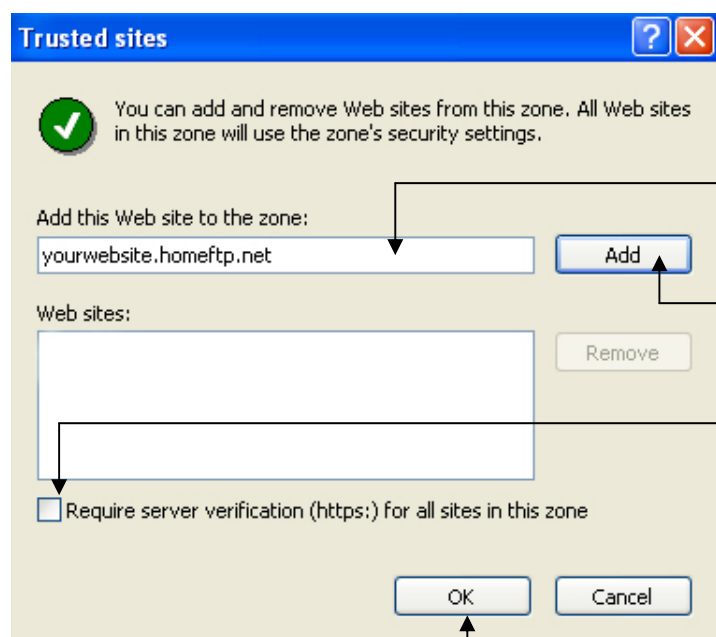 Trusted sites
You can add and remove Web sites from this zone. All Web sites
in this zone will use the zone's security settings.
Add this Web site to the zone:
yourwebsite.homeftp.net
Add
Web sites:
Remove
Require server verification (https:) for all sites in this zone
OK
Cancel